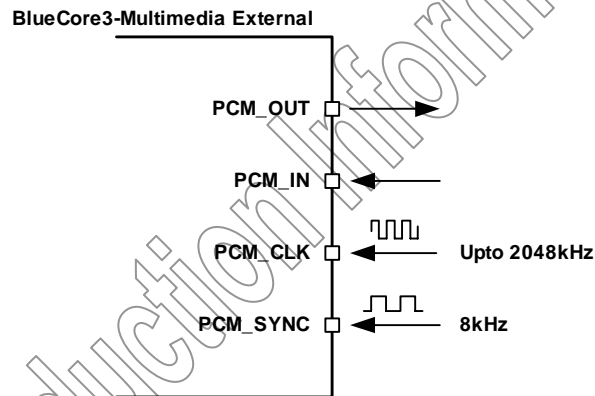 BlueCore3-Multimedia External
PCM_OUT
PCM_IN
PCM_CLK Upto 2048kHz
PCM_SYNC 8kHz